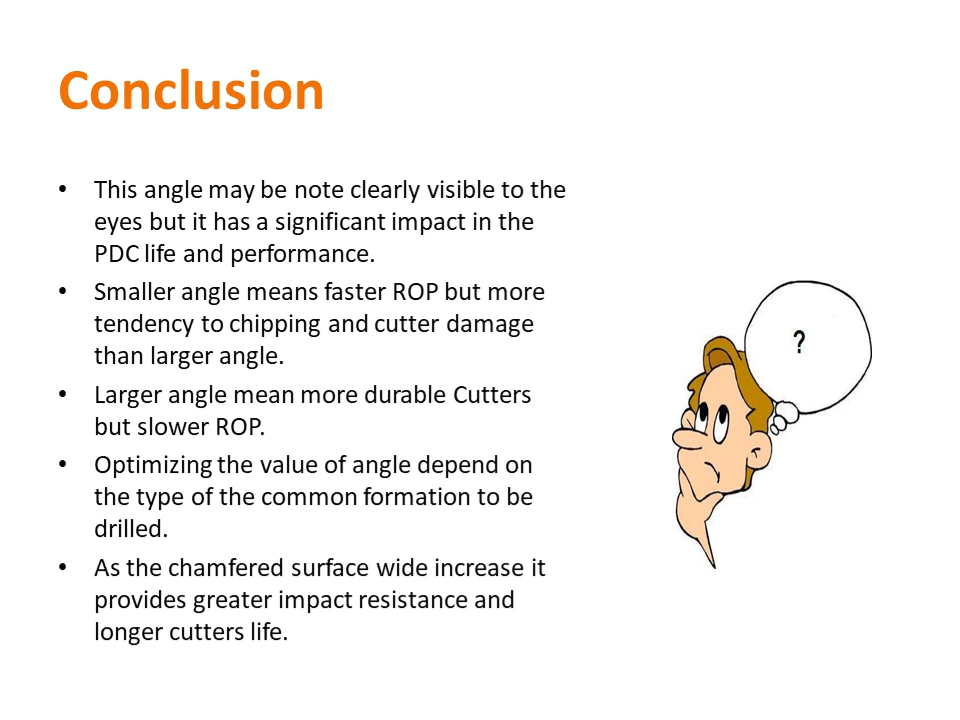 Conclusion
• This angle may be note clearly visible to the
eyes but it has a significant impact in the
PDC life and performance.
• Smaller angle means faster ROP but more
tendency to chipping and cutter damage
than larger angle.
• Larger angle mean more durable Cutters
but slower ROP.
• Optimizing the value of angle depend on
the type of the common formation to be
drilled.
• As the chamfered surface wide increase it
provides greater impact resistance and
longer cutters life.
?